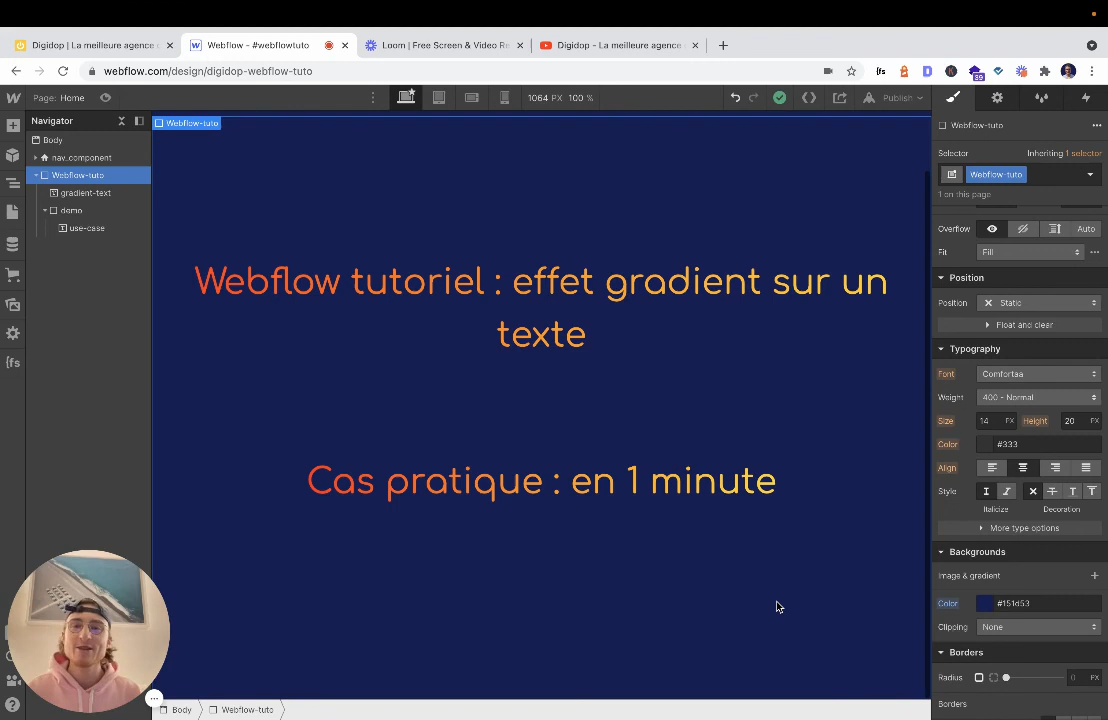 Digidop | La meilleure agence
Webflow - #webflowtuto
Loom | Free Screen & Video Re
Digidop - La meilleure agence
webflow.com/design/digidop-webflow-tuto
{fs
39
Page: Home
1064 PX 100 %
Publish
Navigator
Body
nav_component
Webflow-tuto
gradient-text
demo
use-case
{fs
Webflow-tuto
Webflow tutoriel : effet gradient sur un
texte
Cas pratique : en 1 minute
Webflow-tuto
Selector
Inheriting 1 selector
Webflow-tuto
1 on this page
Overflow
Auto
Fit
Fill
Position
Position
Static
Float and clear
Typography
Font
Comfortaa
Weight
400 - Normal
Size
14 PX
Height
20 PX
Color
#333
Align
Style
Italicize
Decoration
More type options
Backgrounds
Image & gradient
Color
#151d53
Clipping
None
Borders
Radius
0 PX
Borders
Body
Webflow-tuto